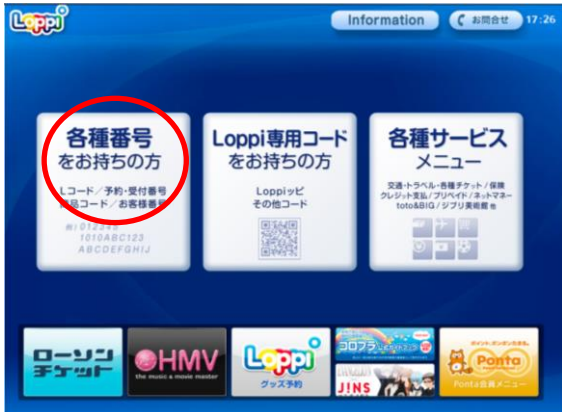 Loppi
Information
お問合せ
17:26
各種番号
をお持ちの方
Lコード/予約・受付番号
商品コード/お客様番号
例) 012345
1010ABC123
ABCDEFGHIJ
Loppi専用コード
をお持ちの方
Loppiッピ
その他コード
各種サービス
メニュー
交通・トラベル・各種チケット/保険
クレジット支払/プリペイド/ネットマネー
toto&BIG/ジブリ美術館 他
ローソン
チケット
HMV
the music & movie master
Loppi
グッズ予約
コロプラ
J!NS
Ponta
Ponta会員メニュー